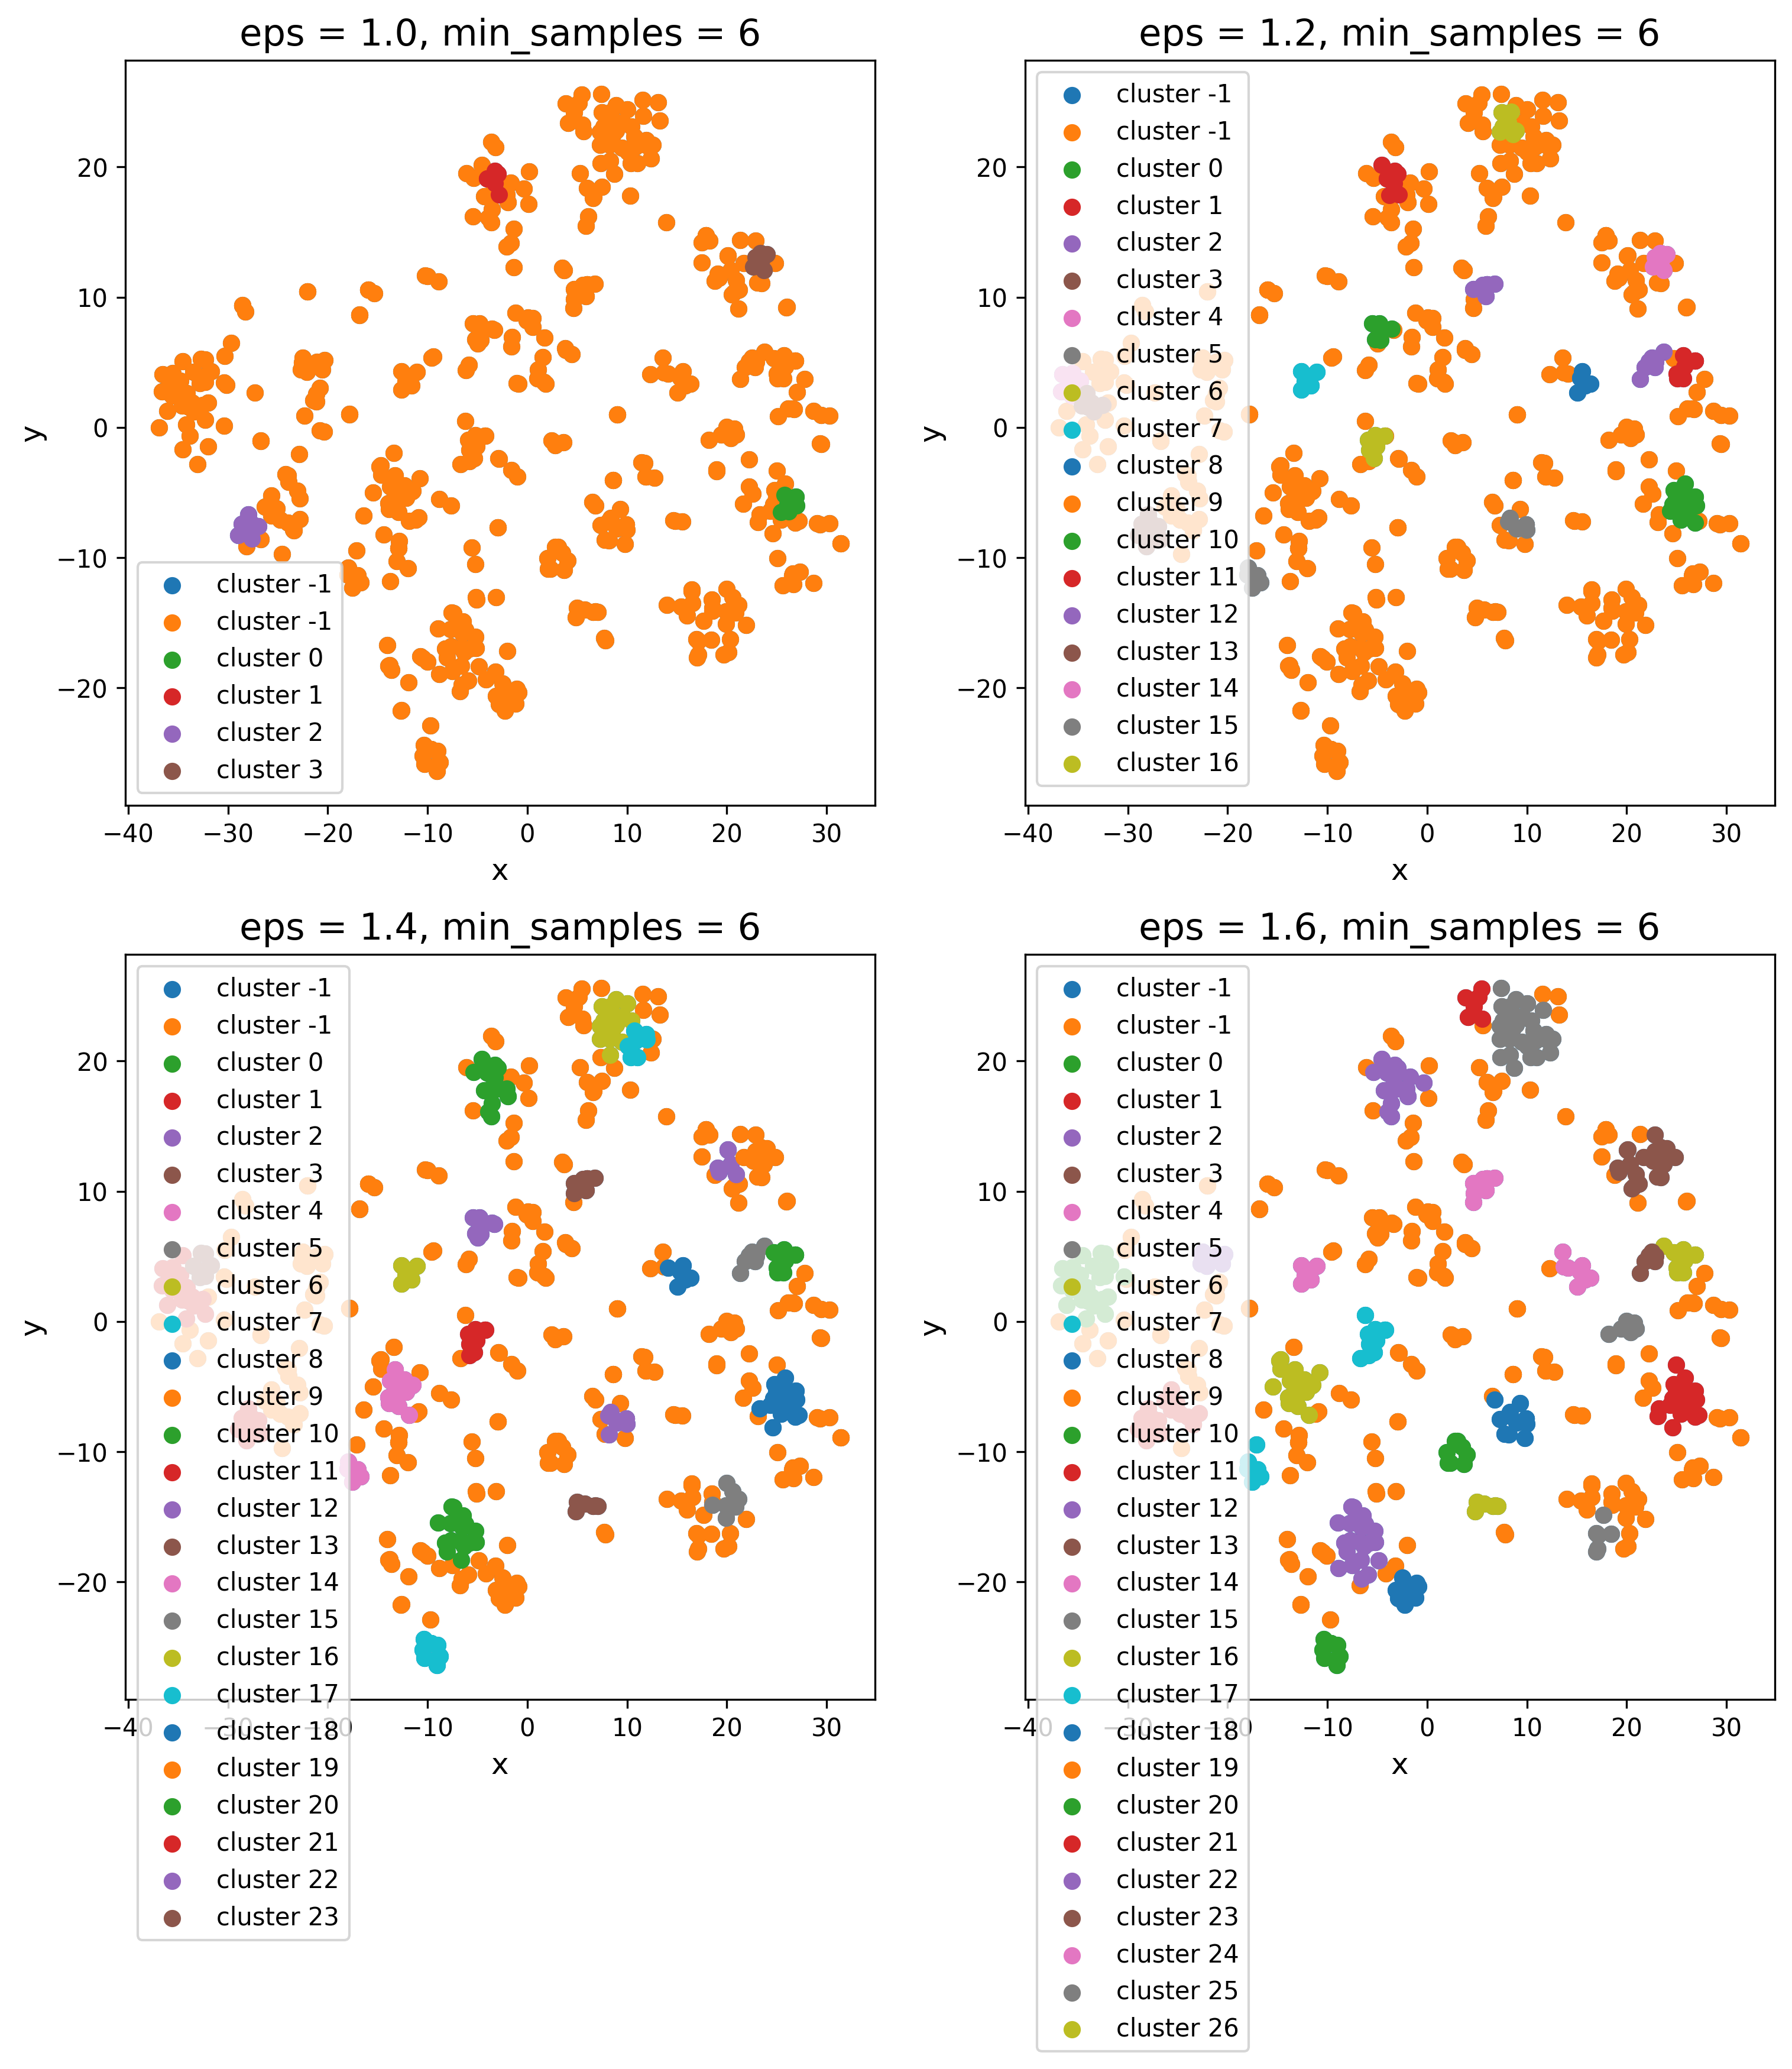 eps = 1.0, min_samples = 6
y
20
10
0
−10
−20
cluster -1
cluster -1
cluster 0
cluster 1
cluster 2
cluster 3
−40 −30 −20 −10 0 10 20 30
x
eps = 1.2, min_samples = 6
y
20
10
0
−10
−20
cluster -1
cluster -1
cluster 0
cluster 1
cluster 2
cluster 3
cluster 4
cluster 5
cluster 6
cluster 7
cluster 8
cluster 9
cluster 10
cluster 11
cluster 12
cluster 13
cluster 14
cluster 15
cluster 16
−40 −30 −20 −10 0 10 20 30
x
eps = 1.4, min_samples = 6
y
20
10
0
−10
−20
cluster -1
cluster -1
cluster 0
cluster 1
cluster 2
cluster 3
cluster 4
cluster 5
cluster 6
cluster 7
cluster 8
cluster 9
cluster 10
cluster 11
cluster 12
cluster 13
cluster 14
cluster 15
cluster 16
cluster 17
cluster 18
cluster 19
cluster 20
cluster 21
cluster 22
cluster 23
−40 −30 −20 −10 0 10 20 30
x
eps = 1.6, min_samples = 6
y
20
10
0
−10
−20
cluster -1
cluster -1
cluster 0
cluster 1
cluster 2
cluster 3
cluster 4
cluster 5
cluster 6
cluster 7
cluster 8
cluster 9
cluster 10
cluster 11
cluster 12
cluster 13
cluster 14
cluster 15
cluster 16
cluster 17
cluster 18
cluster 19
cluster 20
cluster 21
cluster 22
cluster 23
cluster 24
cluster 25
cluster 26
−40 −30 −20 −10 0 10 20 30
x